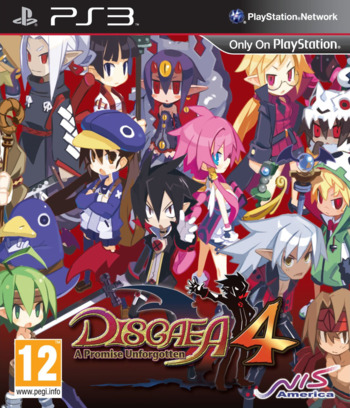 PS3
PlayStation®Network
Only On PlayStation®
DISGAEA 4
A Promise Unforgotten
12
www.pegi.info
NIS
America